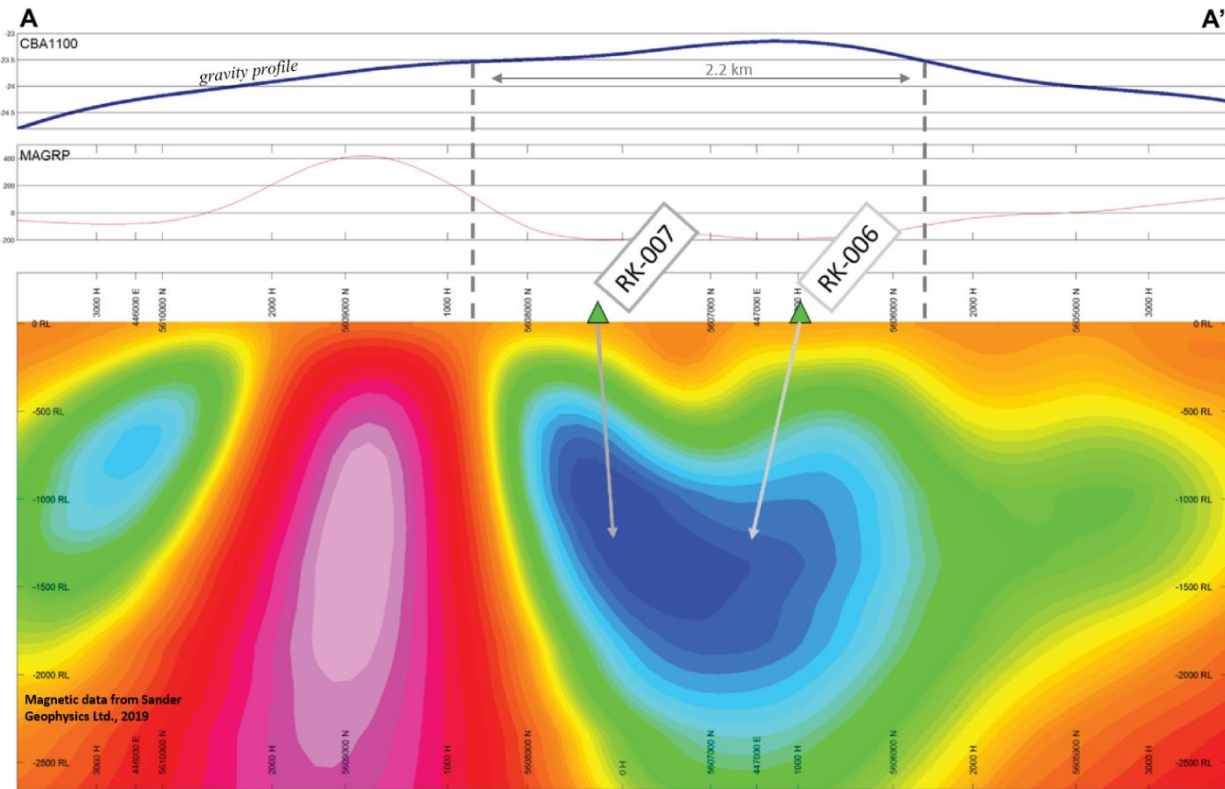 A
A'
-23
CBA1100
-23.5
gravity profile
2.2 km
-24
-24.5
MAGRP
400
200
0
-200
RK-007
RK-006
3000 H
446000 E
5610000 N
2000 H
5609000 N
1000 H
5608000 N
5607000 N
447000 E
5606000 N
2000 H
5605000 N
3000 H
0 RL
0 RL
-500 RL
-500 RL
-1000 RL
-1000 RL
-1500 RL
-1500 RL
-2000 RL
-2000 RL
Magnetic data from Sander
Geophysics Ltd., 2019
-2500 RL
-2500 RL
3000 H
446000 E
5610000 N
2000 H
5609000 N
1000 H
5608000 N
0 H
5607000 N
447000 E
1000 H
5606000 N
2000 H
5605000 N
3000 H